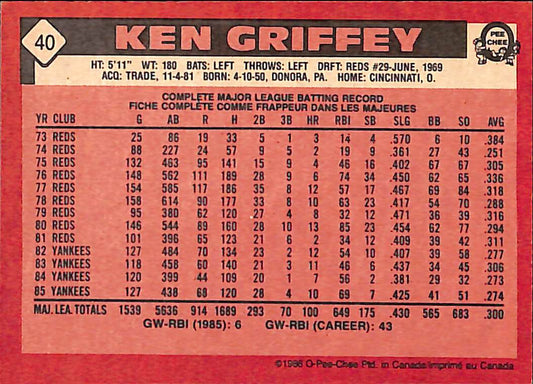 40
KEN GRIFFEY
O
PEE
CHEE
HT: 5'11" WT: 180 BATS: LEFT THROWS: LEFT DRFT: REDS #29-JUNE, 1969
ACQ: TRADE, 11-4-81 BORN: 4-10-50, DONORA, PA. HOME: CINCINNATI, O.
COMPLETE MAJOR LEAGUE BATTING RECORD
FICHE COMPLÈTE COMME FRAPPEUR DANS LES MAJEURES
YR CLUB G AB R H 2B 3B HR RBI SB SLG BB SO AVG
73 REDS 25 86 19 33 5 1 3 14 4 .570 6 10 .384
74 REDS 88 227 24 57 9 5 2 19 9 .361 27 43 .251
75 REDS 132 463 95 141 15 9 4 46 16 .402 67 67 .305
76 REDS 148 562 111 189 28 9 6 74 34 .450 62 65 .336
77 REDS 154 585 117 186 35 8 12 57 17 .467 69 84 .318
78 REDS 158 614 90 177 33 8 10 63 23 .417 54 70 .288
79 REDS 95 380 62 120 27 4 8 32 12 .471 36 39 .316
80 REDS 146 544 89 160 28 10 13 85 23 .454 62 77 .294
81 REDS 101 396 65 123 21 6 2 34 12 .409 39 42 .311
82 YANKEES 127 484 70 134 23 2 12 54 10 .407 39 58 .277
83 YANKEES 118 458 60 141 21 3 11 46 6 .437 34 45 .306
84 YANKEES 120 399 44 109 20 1 7 56 2 .381 29 32 .273
85 YANKEES 127 438 68 120 28 4 10 69 7 .425 41 51 .274
MAJ. LEA. TOTALS 1539 5636 914 1689 293 70 100 649 175 .430 565 683 .300
GW-RBI (1985): 6 GW-RBI (CAREER): 43
©1986 O-Pee-Chee Ptd. in Canada/Imprimé au Canada